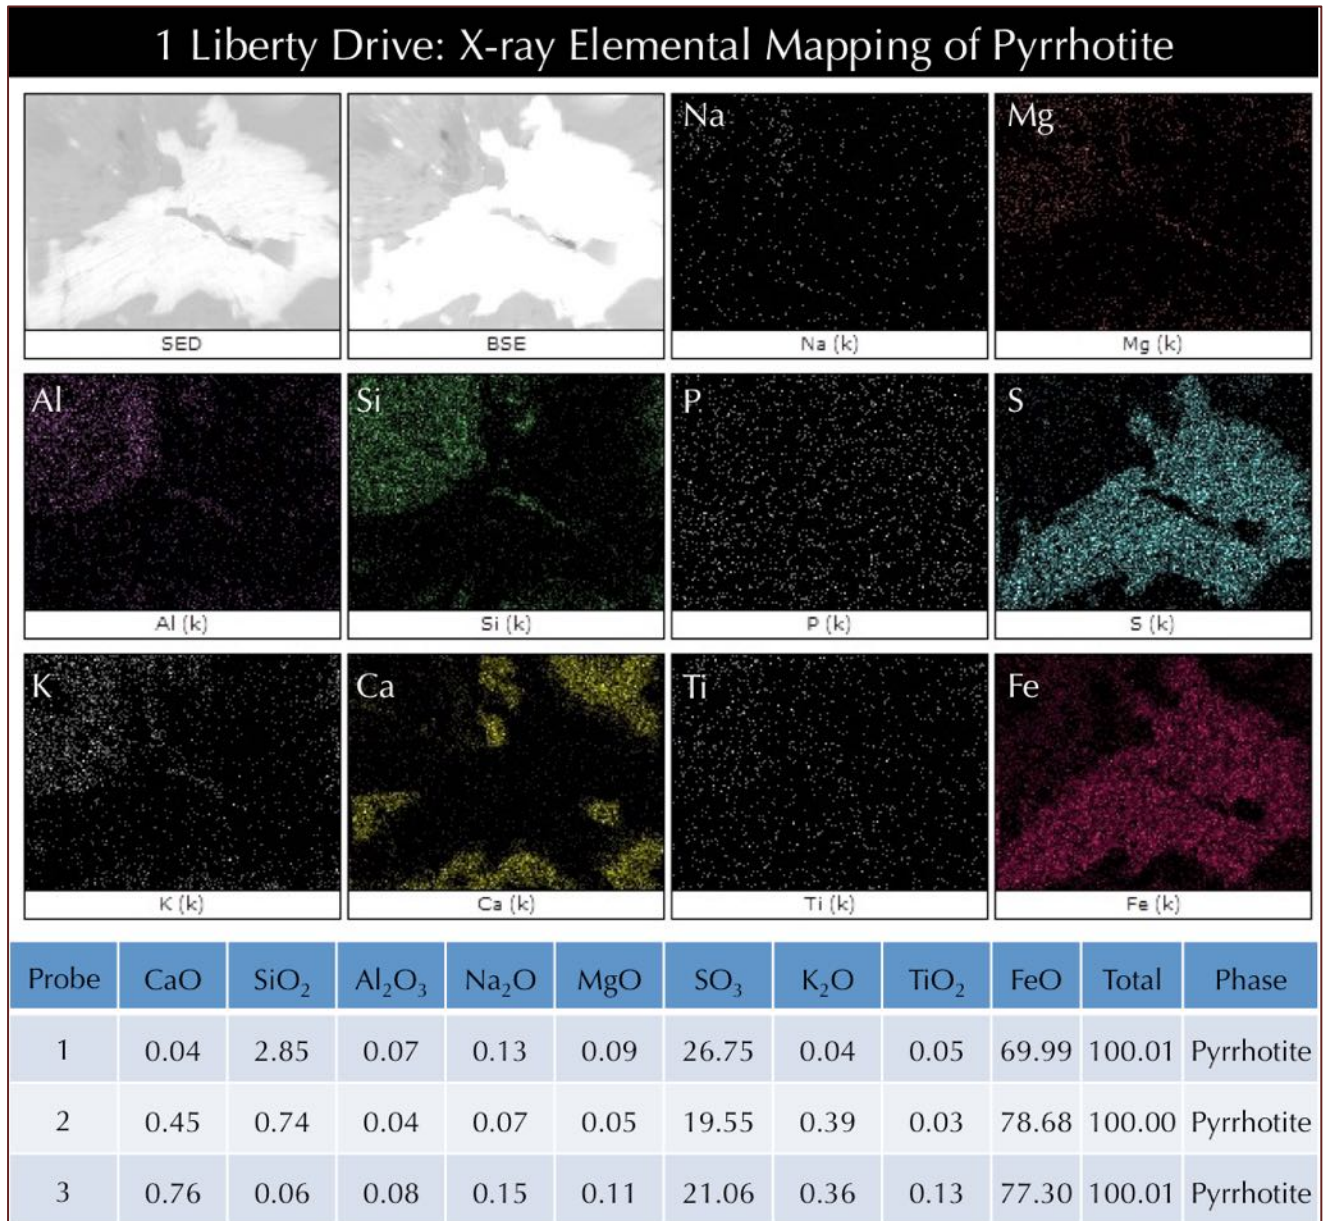 1 Liberty Drive: X-ray Elemental Mapping of Pyrrhotite
SED
BSE
Na
Na (k)
Mg
Mg (k)
Al
Al (k)
Si
Si (k)
P
P (k)
S
S (k)
K
K (k)
Ca
Ca (k)
Ti
Ti (k)
Fe
Fe (k)
Probe CaO SiO₂ Al₂O₃ Na₂O MgO SO₃ K₂O TiO₂ FeO Total Phase
1 0.04 2.85 0.07 0.13 0.09 26.75 0.04 0.05 69.99 100.01 Pyrrhotite
2 0.45 0.74 0.04 0.07 0.05 19.55 0.39 0.03 78.68 100.00 Pyrrhotite
3 0.76 0.06 0.08 0.15 0.11 21.06 0.36 0.13 77.30 100.01 Pyrrhotite